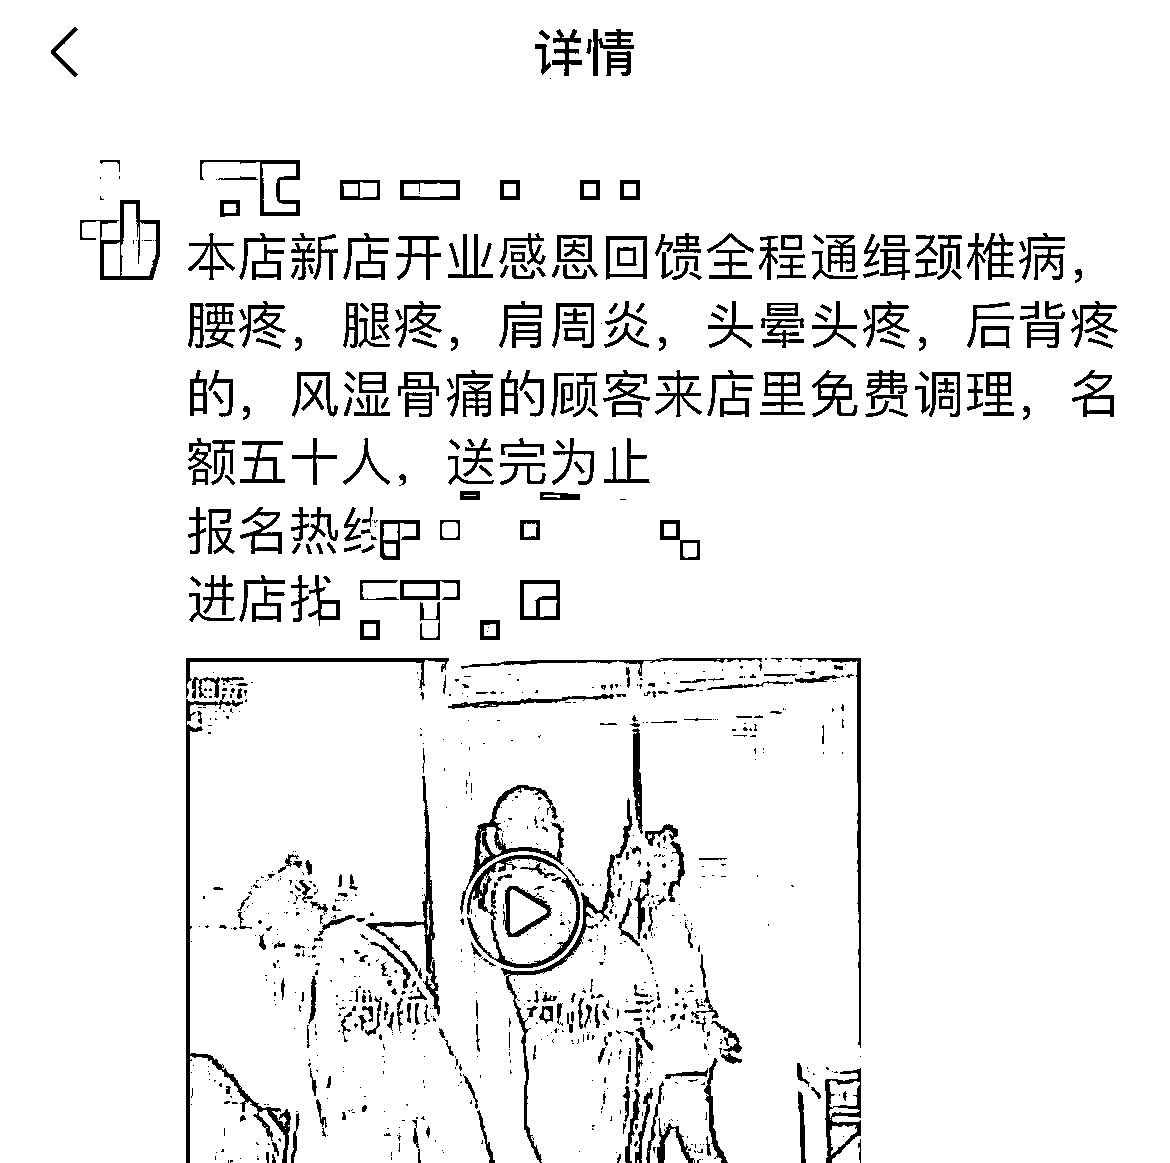 详情
本店新店开业感恩回馈全程通缉颈椎病，
腰疼，腿疼，肩周炎，头晕头疼，后背疼
的，风湿骨痛的顾客来店里免费调理，名
额五十人，送完为止
报名热线
进店找